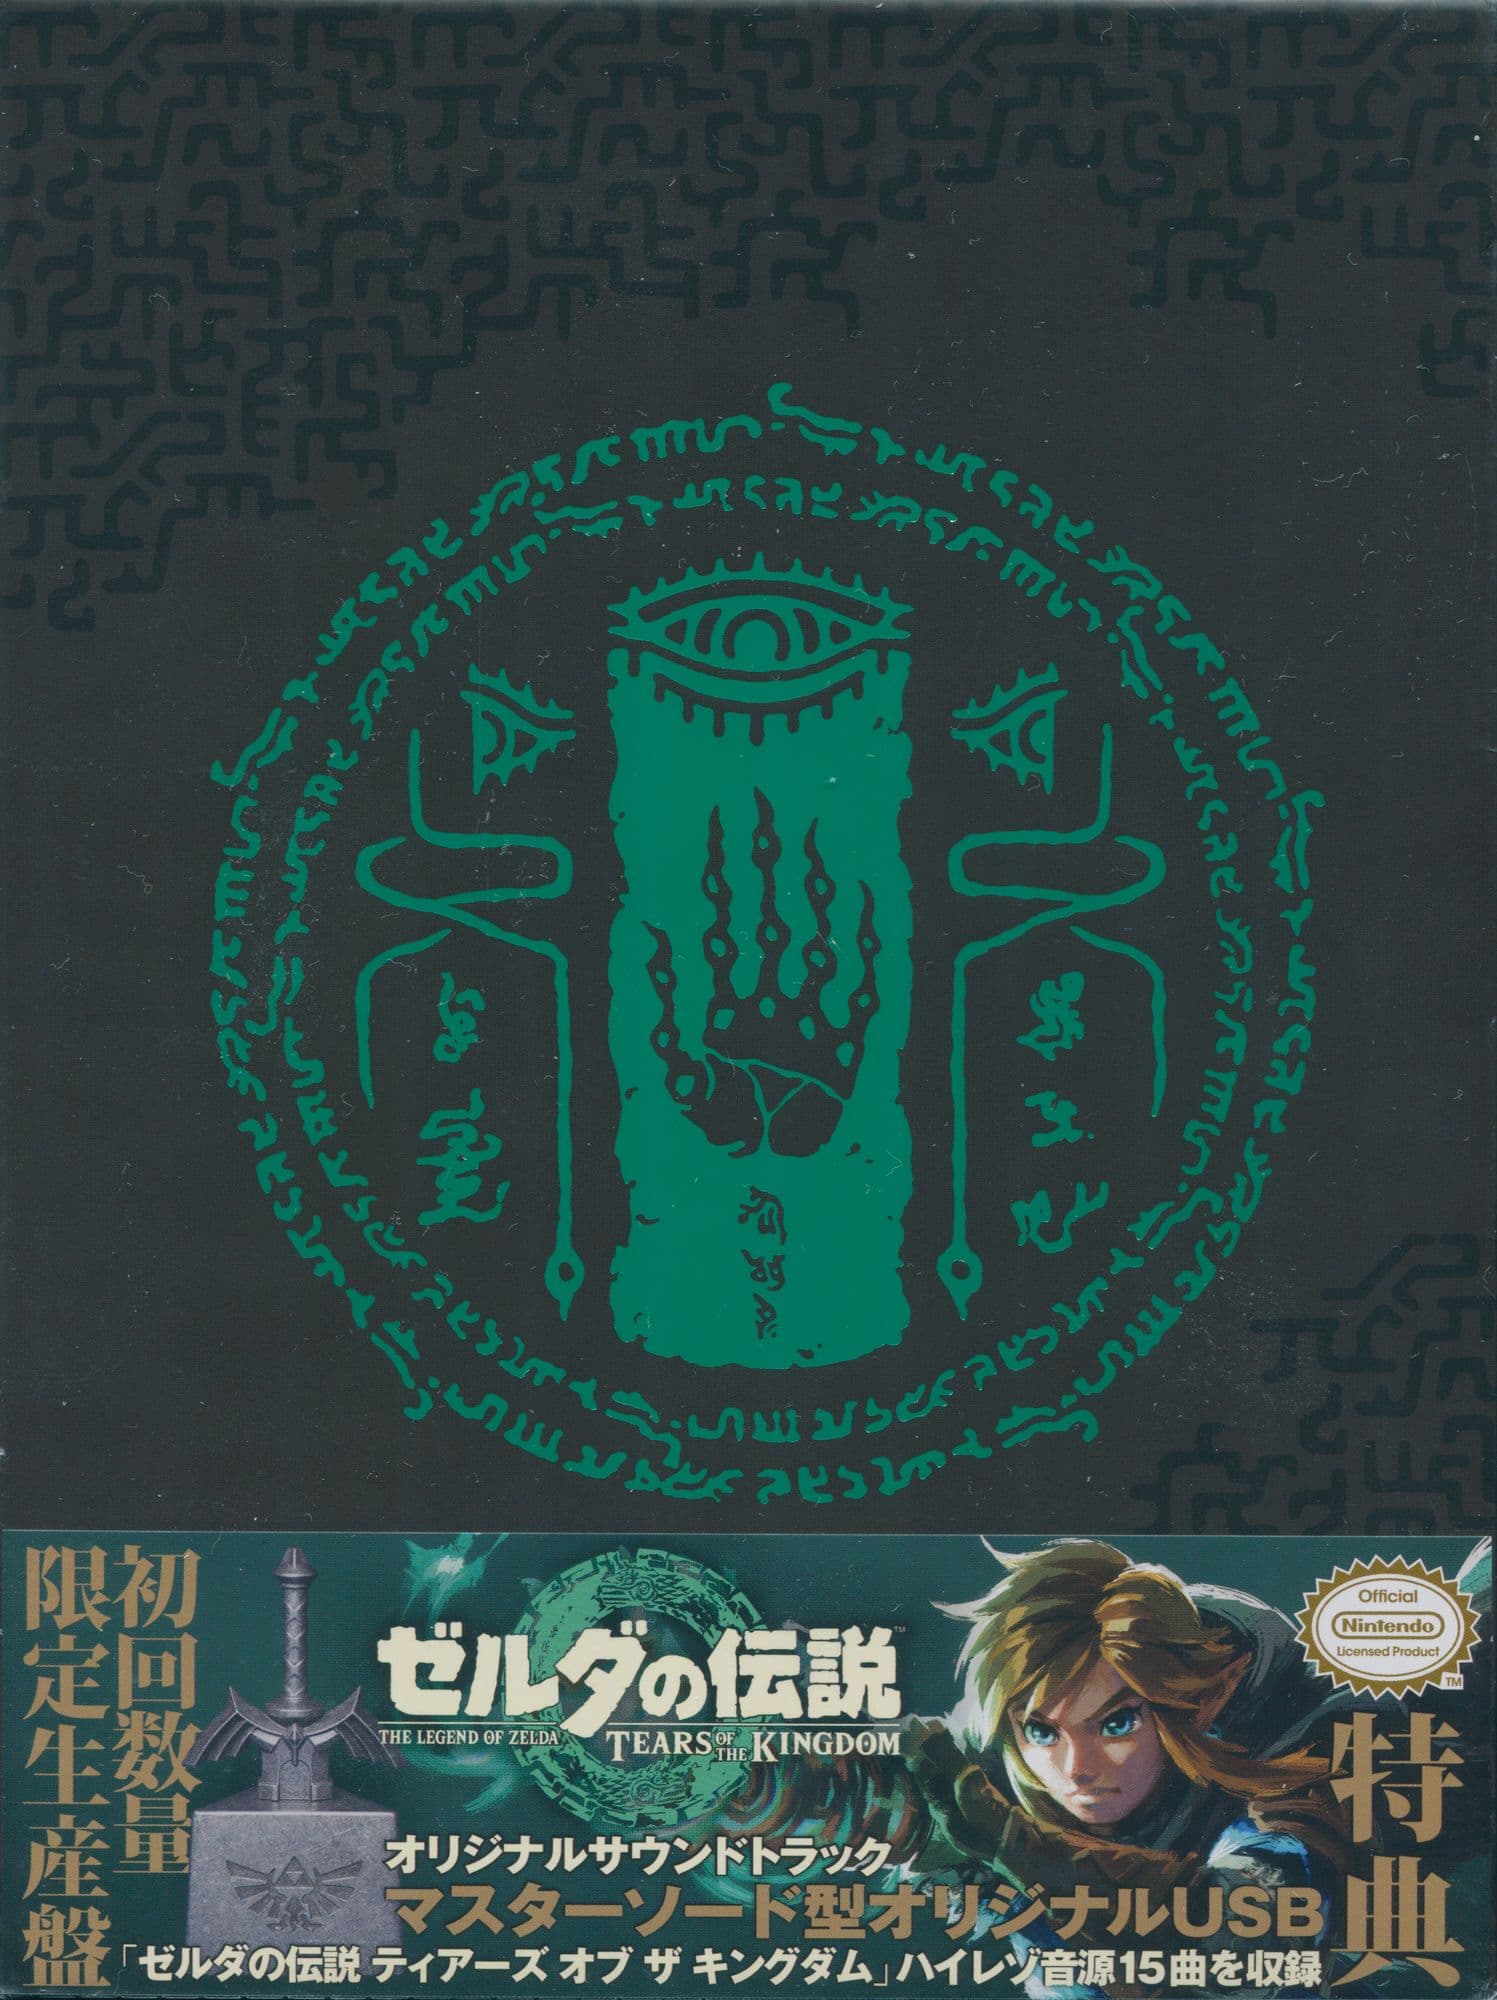 初回数量
限定生産盤
ゼルダの伝説™
THE LEGEND OF ZELDA
TEARS OF THE KINGDOM
オリジナルサウンドトラック
マスターソード型オリジナルUSB
「ゼルダの伝説 ティアーズ オブ ザ キングダム」ハイレゾ音源15曲を収録
Official
Nintendo
Licensed Product
TM
特典